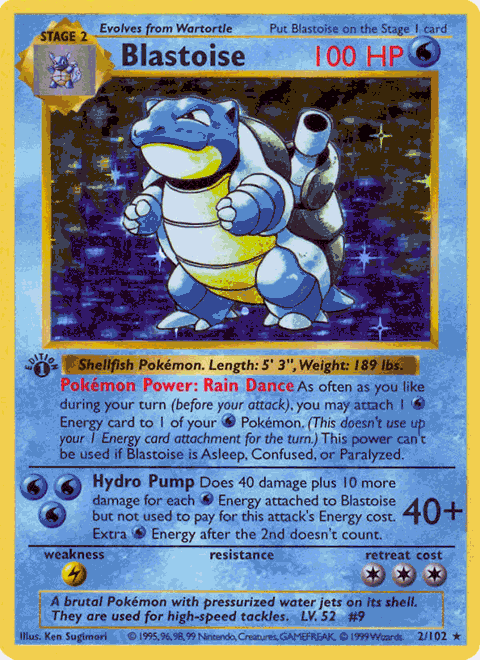 Evolves from Wartortle Put Blastoise on the Stage 1 card
STAGE 2
Blastoise 100 HP
EDITION 1
Shellfish Pokémon. Length: 5' 3", Weight: 189 lbs.
Pokémon Power: Rain Dance As often as you like
during your turn (before your attack), you may attach 1
Energy card to 1 of your Pokémon. (This doesn't use up
your 1 Energy card attachment for the turn.) This power can't
be used if Blastoise is Asleep, Confused, or Paralyzed.
Hydro Pump Does 40 damage plus 10 more
damage for each Energy attached to Blastoise
but not used to pay for this attack's Energy cost.
Extra Energy after the 2nd doesn't count.
40+
weakness resistance retreat cost
A brutal Pokémon with pressurized water jets on its shell.
They are used for high-speed tackles. LV. 52 #9
Illus. Ken Sugimori © 1995, 96, 98, 99 Nintendo, Creatures, GAMEFREAK. © 1999 Wizards. 2/102 ★